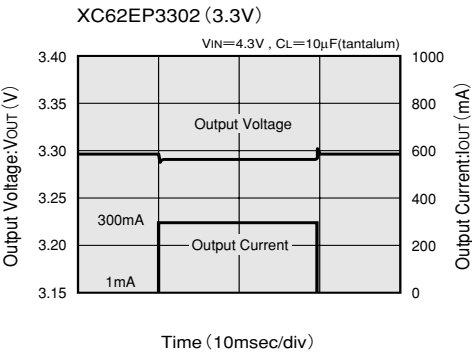 XC62EP3302（3.3V）
VIN＝4.3V , CL＝10μF(tantalum)
Output Voltage:VOUT（V）
3.40
3.35
3.30
3.25
3.20
3.15
Output Voltage
300mA
Output Current
1mA
1000
800
600
400
200
0
Output Current:IOUT（mA）
Time（10msec/div）